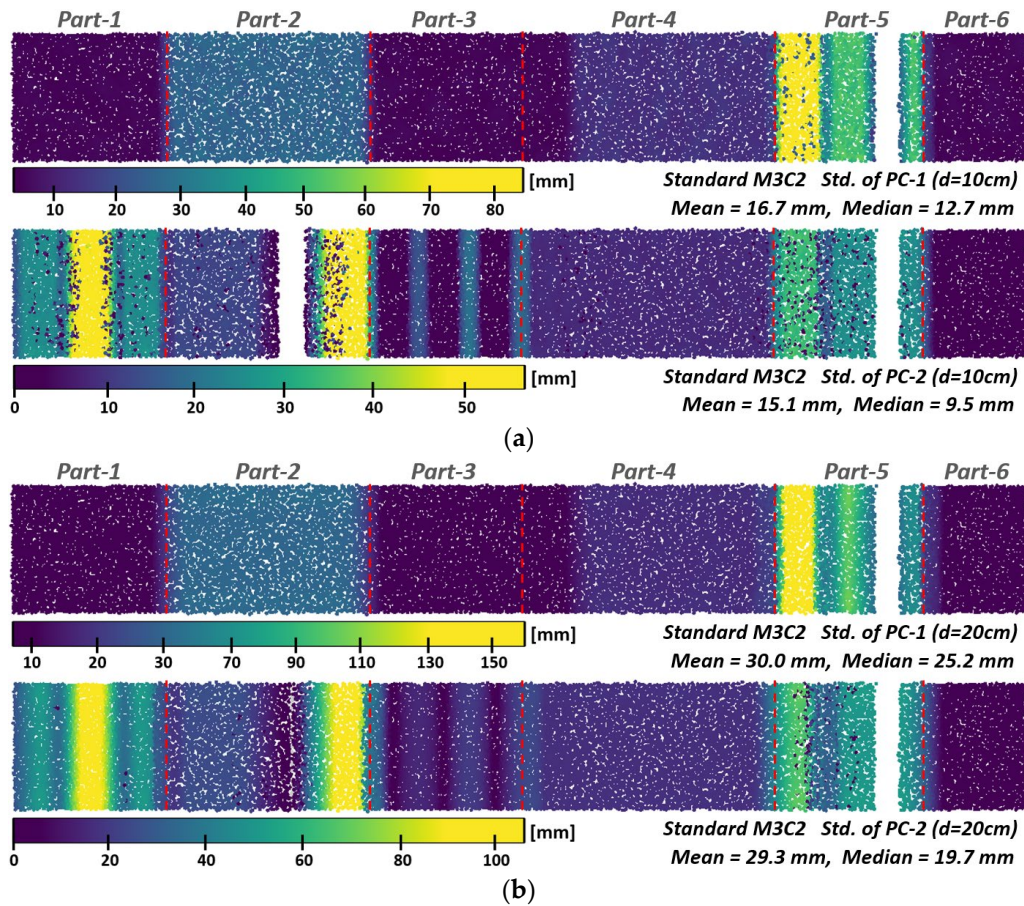 Part-1 Part-2 Part-3 Part-4 Part-5 Part-6
[mm]
10 20 30 40 50 60 70 80
Standard M3C2 Std. of PC-1 (d=10cm)
Mean = 16.7 mm, Median = 12.7 mm
[mm]
0 10 20 30 40 50
Standard M3C2 Std. of PC-2 (d=10cm)
Mean = 15.1 mm, Median = 9.5 mm
(a)
Part-1 Part-2 Part-3 Part-4 Part-5 Part-6
[mm]
10 30 50 70 90 110 130 150
Standard M3C2 Std. of PC-1 (d=20cm)
Mean = 30.0 mm, Median = 25.2 mm
[mm]
0 20 40 60 80 100
Standard M3C2 Std. of PC-2 (d=20cm)
Mean = 29.3 mm, Median = 19.7 mm
(b)